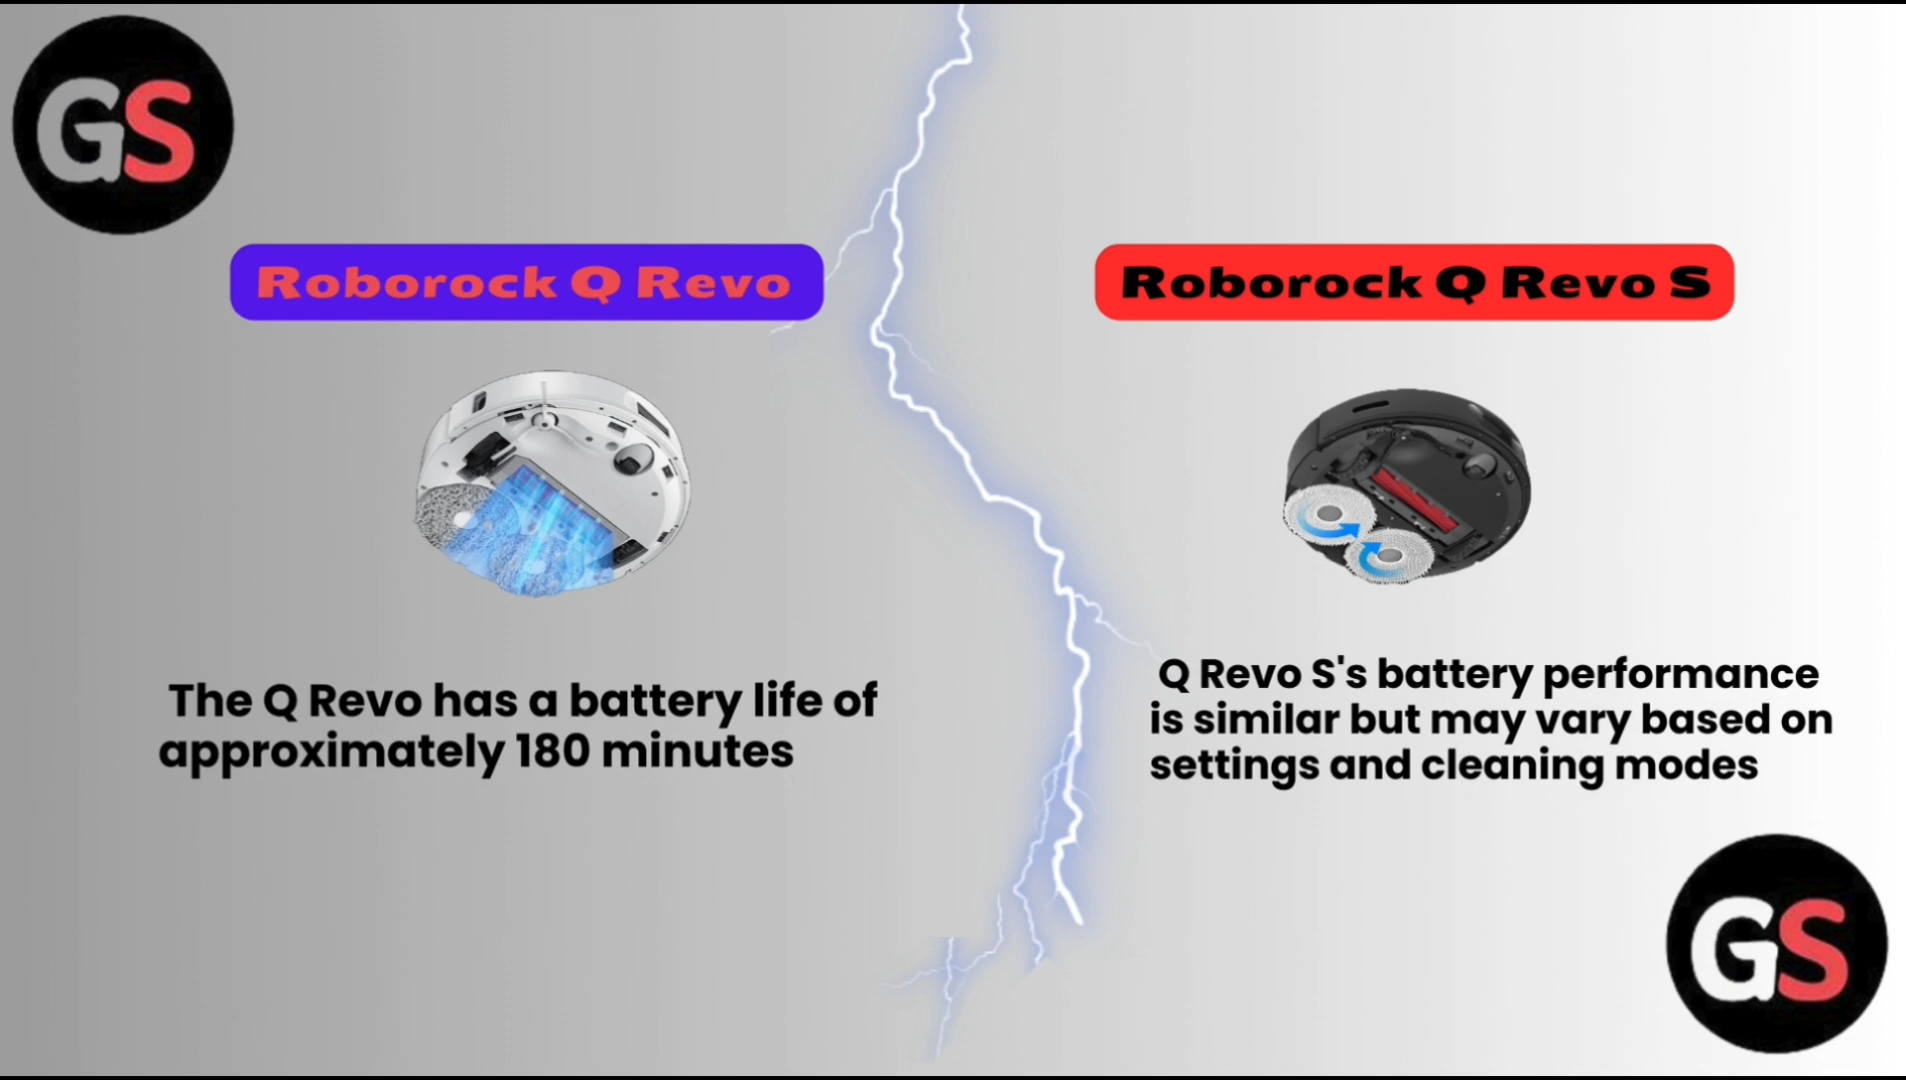 GS
Roborock Q Revo
Roborock Q Revo S
The Q Revo has a battery life of
approximately 180 minutes
Q Revo S's battery performance
is similar but may vary based on
settings and cleaning modes
GS